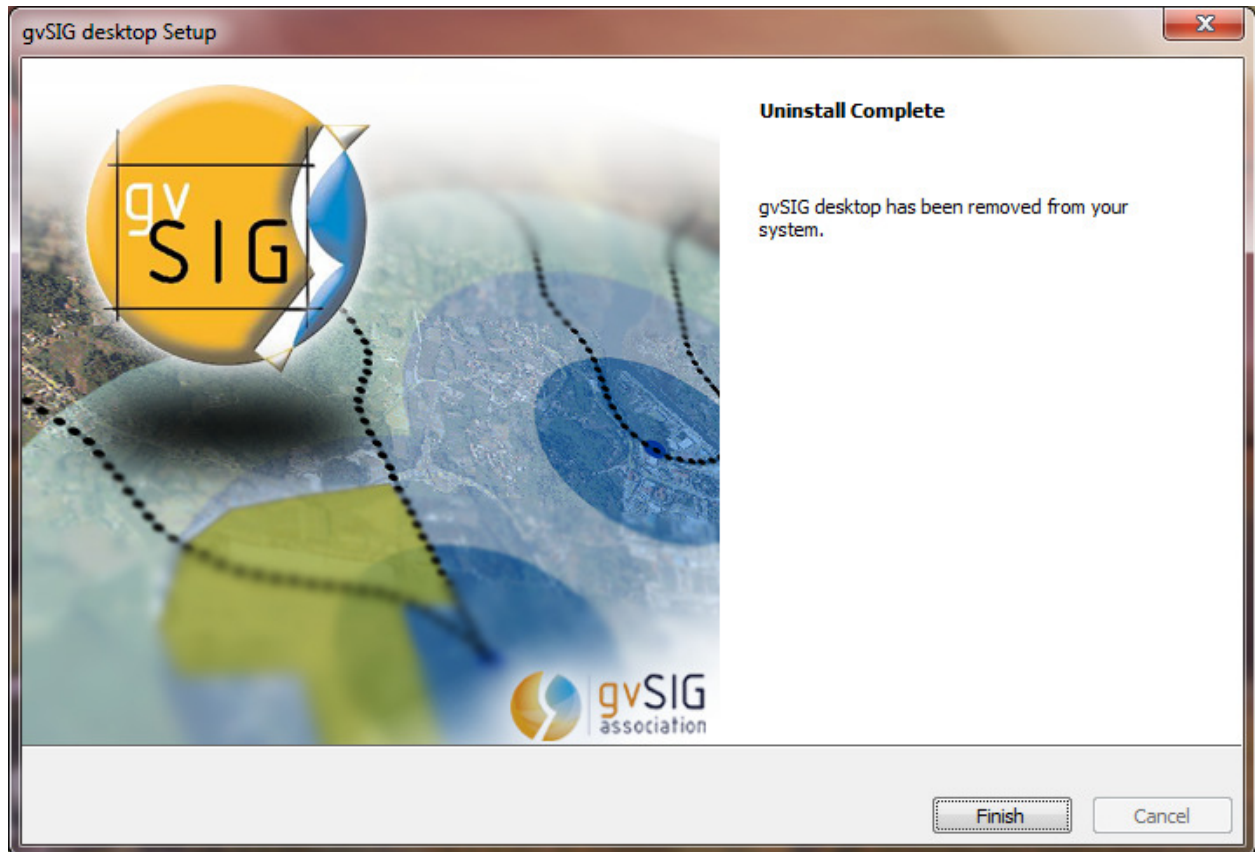 gvSIG desktop Setup
X
gv
SIG
Uninstall Complete
gvSIG desktop has been removed from your
system.
gvSIG
association
Finish
Cancel